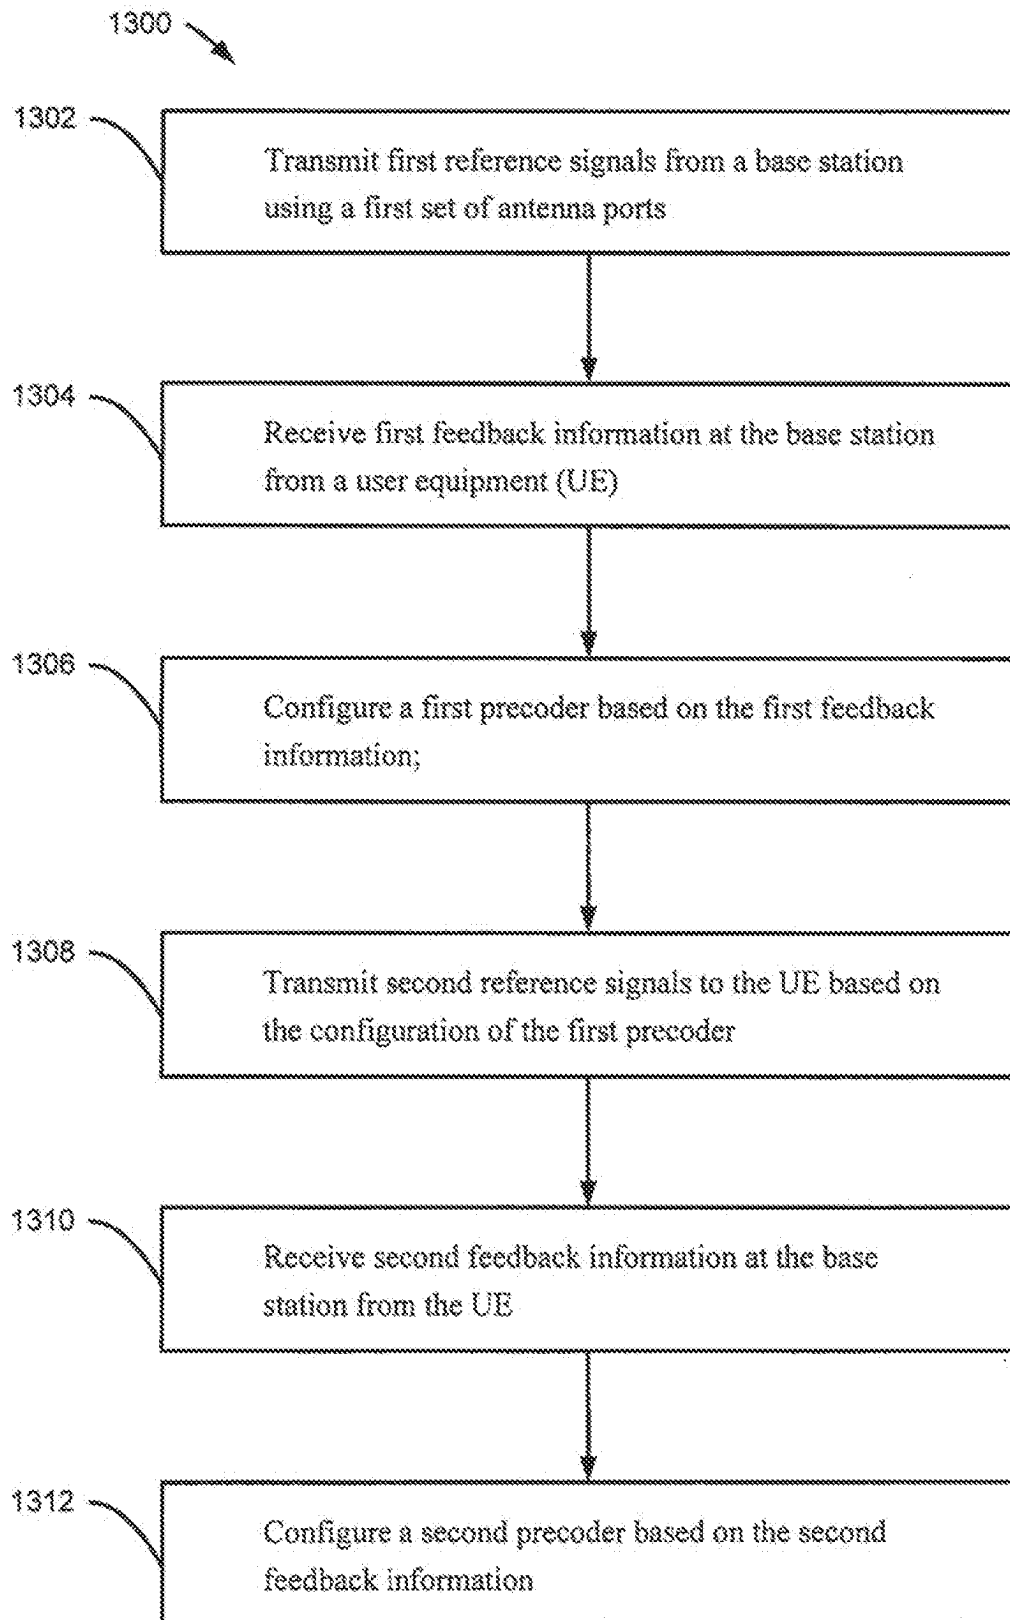 1300
1302
Transmit first reference signals from a base station
using a first set of antenna ports
1304
Receive first feedback information at the base station
from a user equipment (UE)
1306
Configure a first precoder based on the first feedback
information;
1308
Transmit second reference signals to the UE based on
the configuration of the first precoder
1310
Receive second feedback information at the base
station from the UE
1312
Configure a second precoder based on the second
feedback information